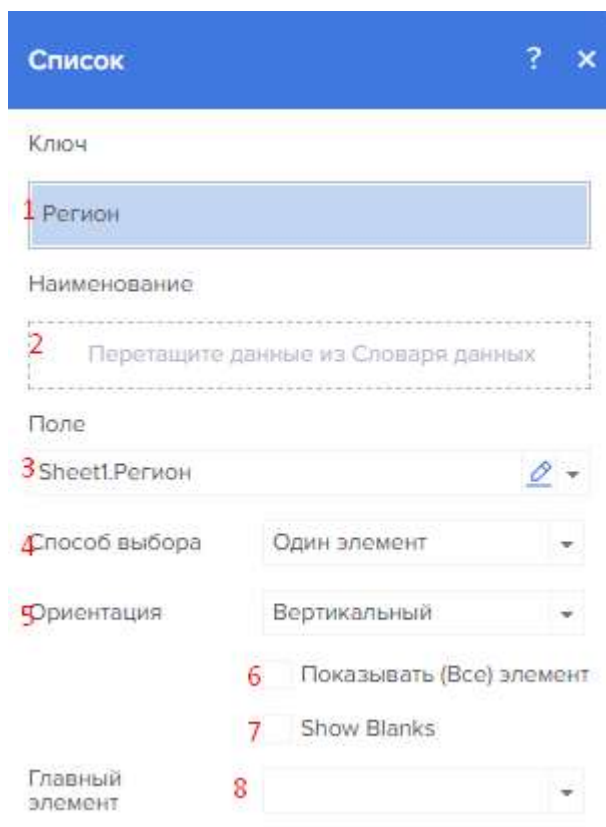 Список ? ×
Ключ
1 Регион
Наименование
2 Перетащите данные из Словаря данных
Поле
3 Sheet1.Регион
4 Способ выбора Один элемент
5 Ориентация Вертикальный
6 Показывать (Все) элемент
7 Show Blanks
Главный
элемент 8